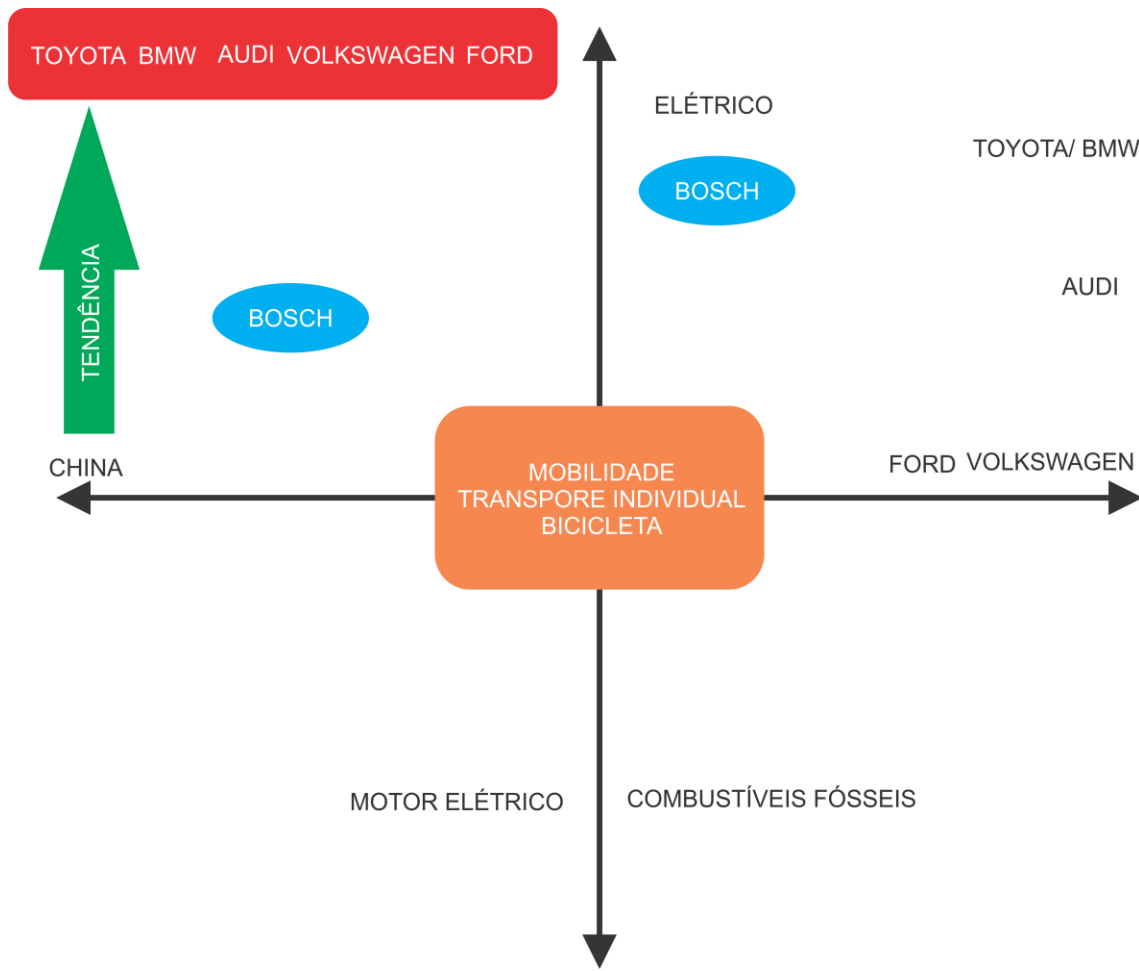 TOYOTA BMW AUDI VOLKSWAGEN FORD
ELÉTRICO
TOYOTA/ BMW
BOSCH
TENDÊNCIA
BOSCH
AUDI
CHINA
FORD VOLKSWAGEN
MOBILIDADE
TRANSPORE INDIVIDUAL
BICICLETA
MOTOR ELÉTRICO
COMBUSTÍVEIS FÓSSEIS